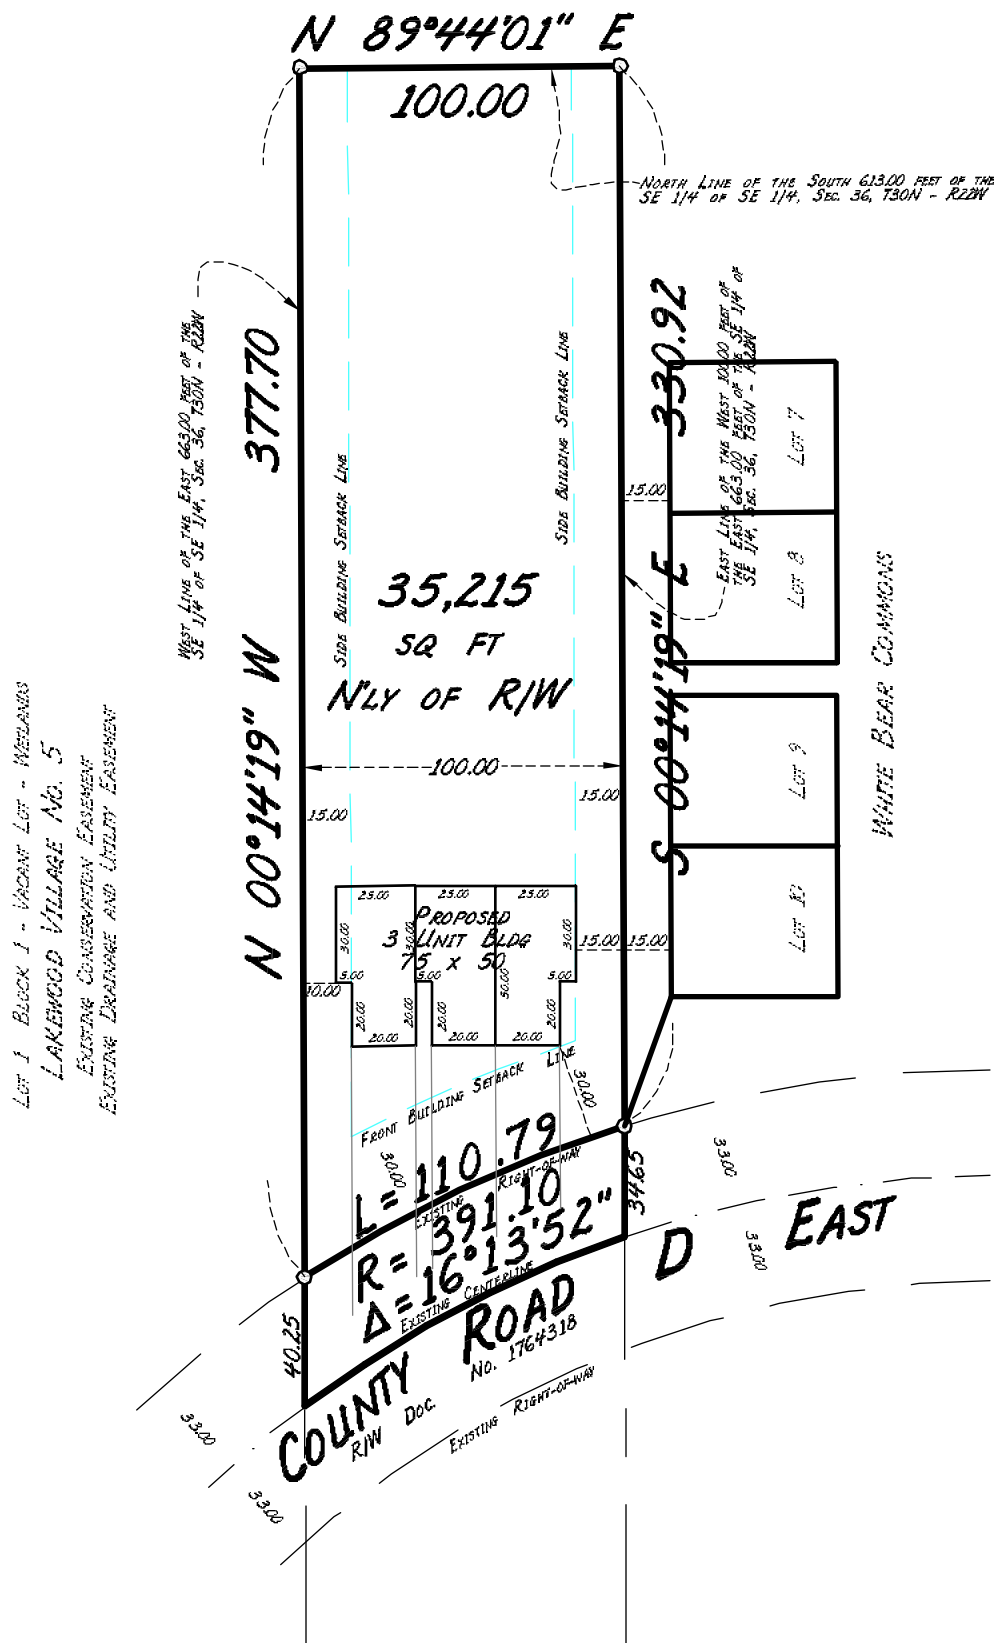 N 89°44'01" E
100.00
NORTH LINE OF THE SOUTH 613.00 FEET OF THE
SE 1/4 OF SE 1/4, SEC. 36, T30N - R22W
WEST LINE OF THE EAST 663.00 FEET OF THE
SE 1/4 OF SE 1/4, SEC. 36, T30N - R22W
377.70
N 00°14'19" W
SIDE BUILDING SETBACK LINE
SIDE BUILDING SETBACK LINE
330.92
S 00°14'19" E
EAST LINE OF THE WEST 100.00 FEET OF
THE EAST 663.00 FEET OF THE SE 1/4 OF
SE 1/4, SEC. 36, T30N - R22W
15.00
LOT 7
LOT 8
LOT 9
LOT 10
WHITE BEAR COMMONS
35,215
SQ FT
N'LY OF R/W
100.00
15.00
15.00
LOT 1 BLOCK 1 - VACANT LOT - WETLANDS
LAKEWOOD VILLAGE NO. 5
EXISTING CONSERVATION EASEMENT
EXISTING DRAINAGE AND UTILITY EASEMENT
25.00
25.00
25.00
PROPOSED
3 UNIT BLDG
75 X 50
30.00
30.00
30.00
15.00
15.00
5.00
5.00
5.00
10.00
50.00
20.00
20.00
20.00
20.00
20.00
20.00
20.00
FRONT BUILDING SETBACK LINE
30.00
30.00
L = 110.79
EXISTING RIGHT-OF-WAY
R = 391.10
Δ = 16°13'52"
EXISTING CENTERLINE
34.65
40.25
33.00
33.00
33.00
33.00
COUNTY ROAD D EAST
R/W DOC. NO. 1764318
EXISTING RIGHT-OF-WAY